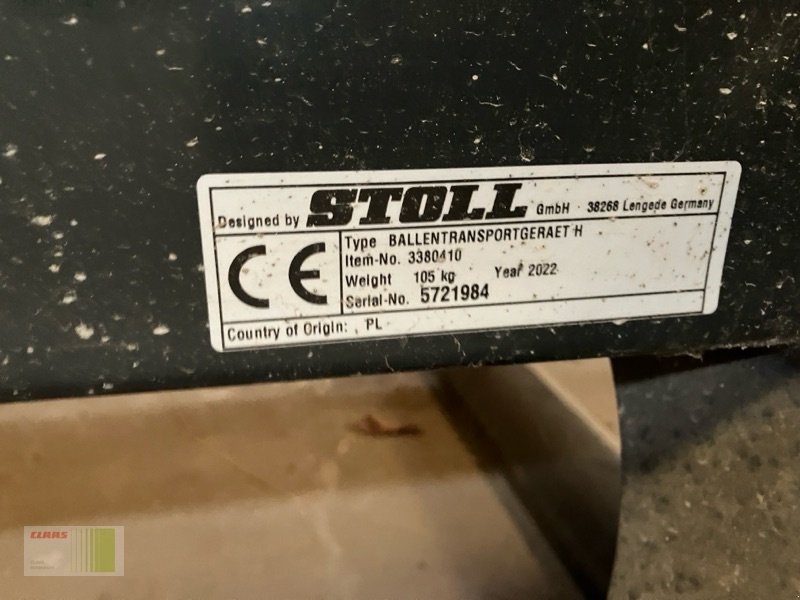 Designed by STOLL GmbH · 38268 Lengede Germany
CE
Type BALLENTRANSPORTGERAET H
Item-No. 3380410
Weight 105 kg Year 2022
Serial-No. 5721984
Country of Origin: PL
CLAAS